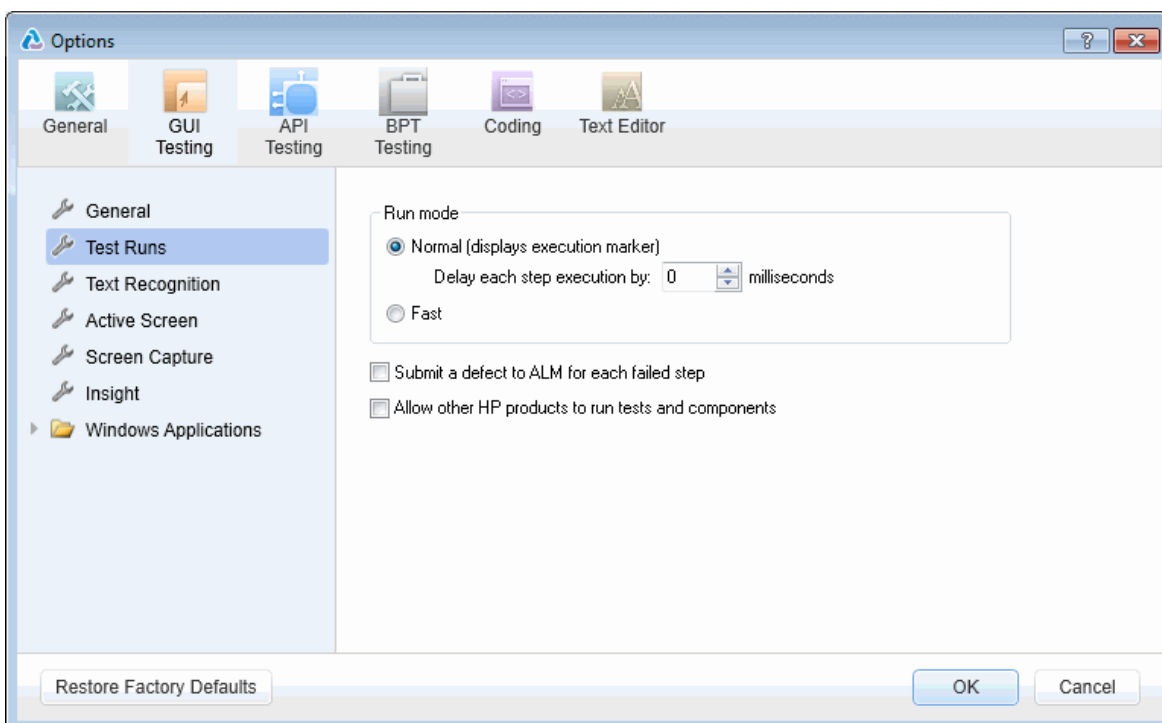 Options
General
GUI
Testing
API
Testing
BPT
Testing
Coding
Text Editor
General
Test Runs
Text Recognition
Active Screen
Screen Capture
Insight
Windows Applications
Run mode
Normal (displays execution marker)
Delay each step execution by: 0 milliseconds
Fast
Submit a defect to ALM for each failed step
Allow other HP products to run tests and components
Restore Factory Defaults
OK
Cancel